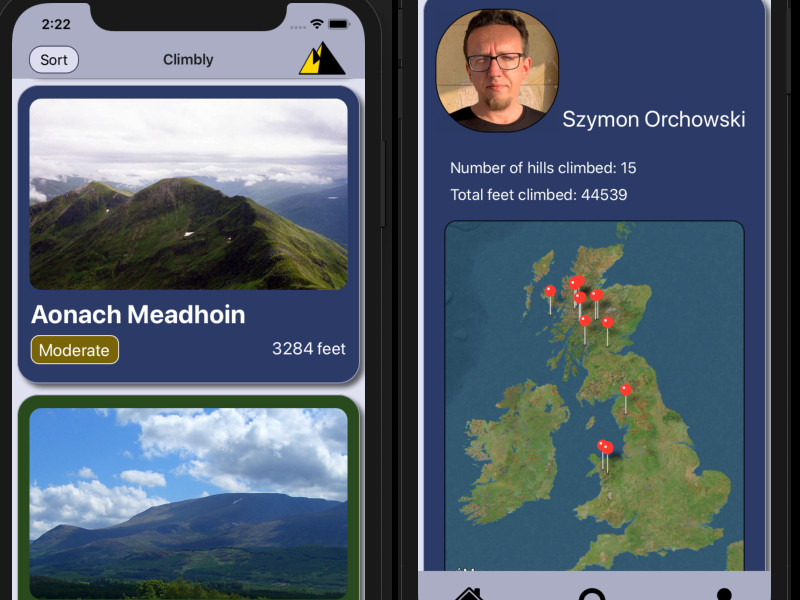 2:22
Sort
Climbly
Aonach Meadhoin
Moderate
3284 feet
Szymon Orchowski
Number of hills climbed: 15
Total feet climbed: 44539